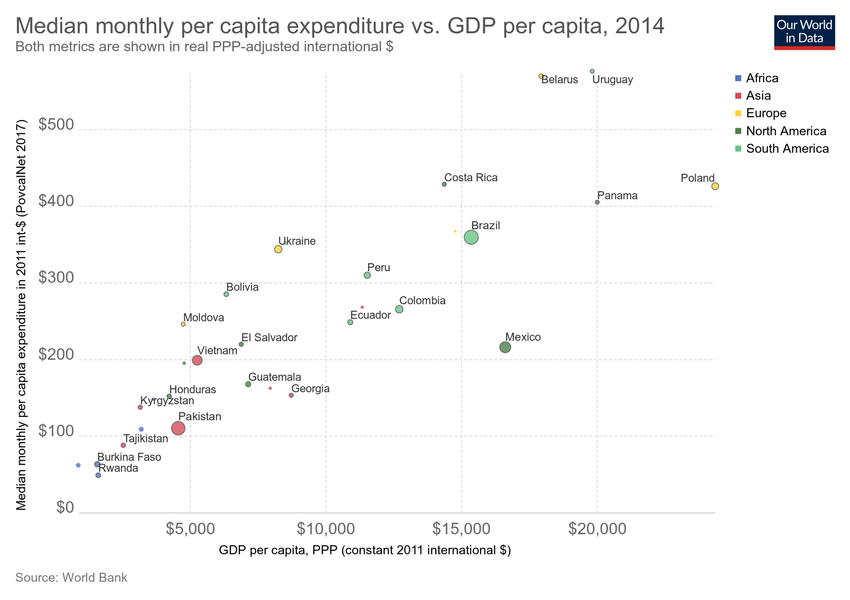 Median monthly per capita expenditure vs. GDP per capita, 2014
Both metrics are shown in real PPP-adjusted international $
Our World
in Data
Africa
Asia
Europe
North America
South America
Median monthly per capita expenditure in 2011 int-$ (PovcalNet 2017)
$500
$400
$300
$200
$100
$0
Belarus
Uruguay
Costa Rica
Poland
Panama
Brazil
Ukraine
Peru
Bolivia
Colombia
Ecuador
Moldova
El Salvador
Mexico
Vietnam
Guatemala
Georgia
Honduras
Kyrgyzstan
Pakistan
Tajikistan
Burkina Faso
Rwanda
$5,000
$10,000
$15,000
$20,000
GDP per capita, PPP (constant 2011 international $)
Source: World Bank